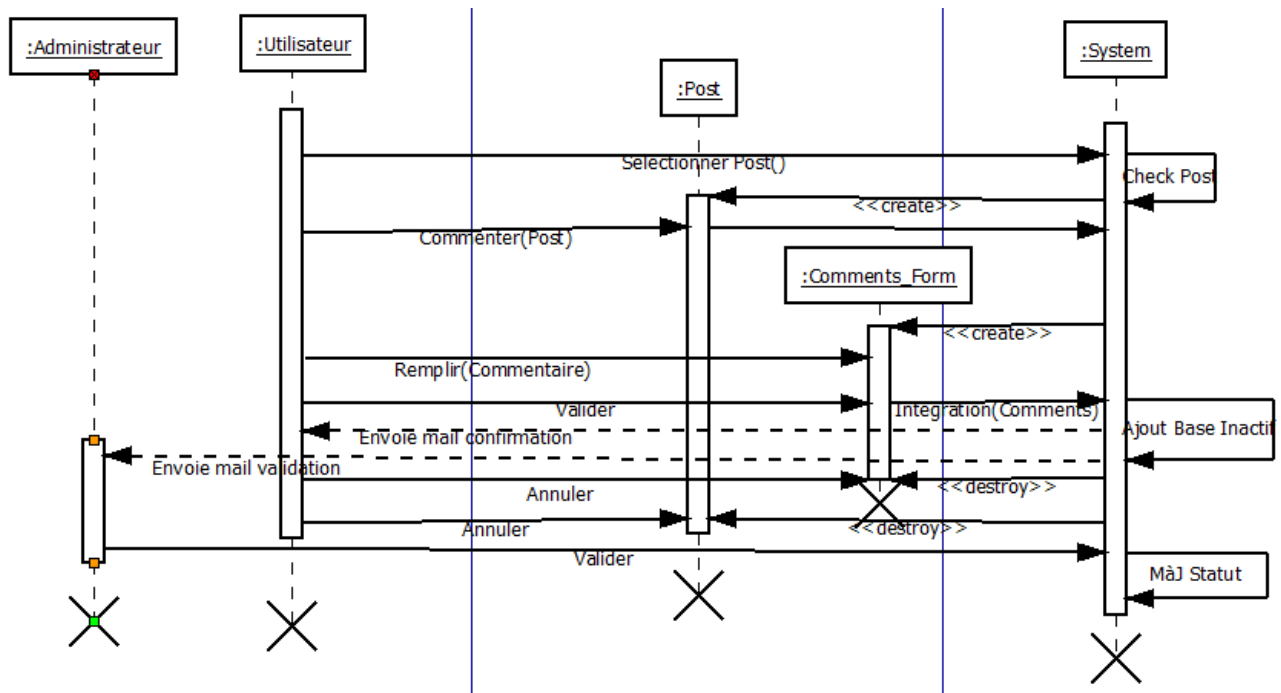 :Administrateur
:Utilisateur
:Post
:System
Selectionner Post()
Check Post
<<create>>
Commenter(Post)
:Comments_Form
<<create>>
Remplir(Commentaire)
Valider
Integration(Comments)
Ajout Base Inactif
Envoie mail confirmation
Envoie mail validation
Annuler
<<destroy>>
Annuler
<<destroy>>
Valider
MàJ Statut